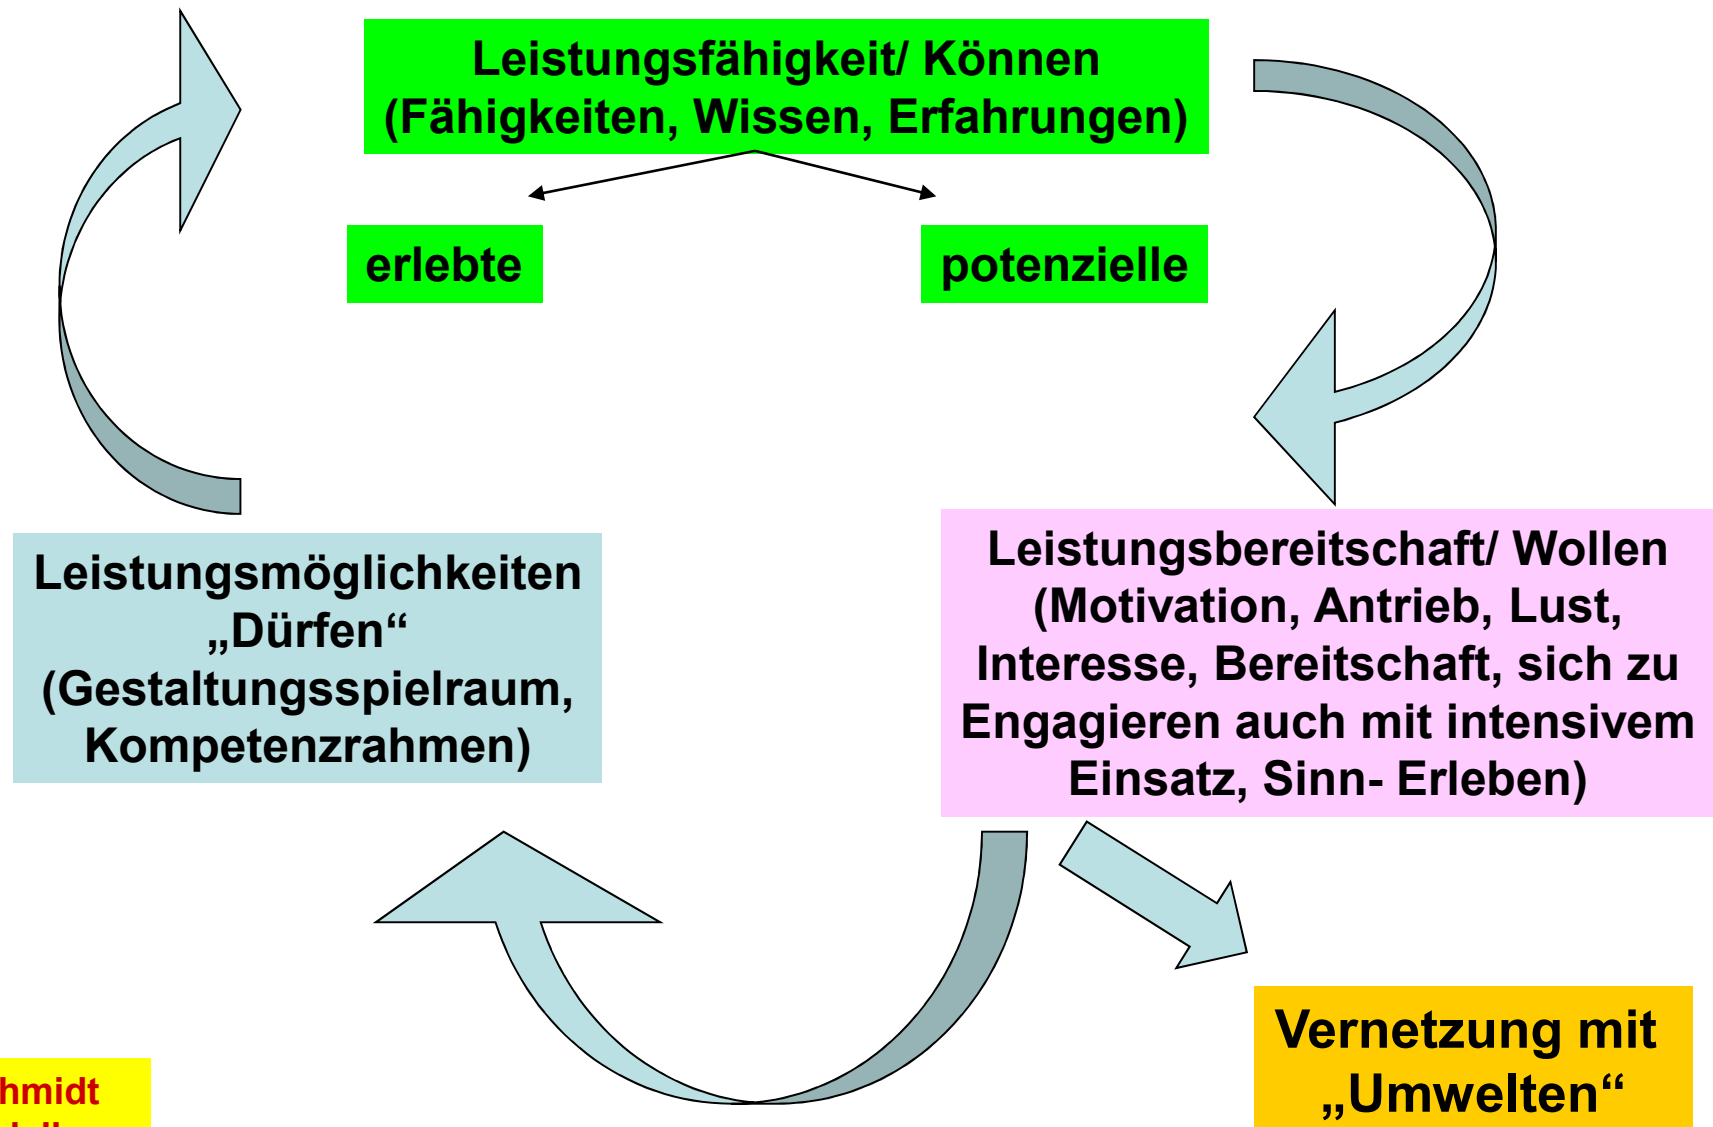 Leistungsfähigkeit/ Können
(Fähigkeiten, Wissen, Erfahrungen)
erlebte
potenzielle
Leistungsmöglichkeiten
„Dürfen“
(Gestaltungsspielraum,
Kompetenzrahmen)
Leistungsbereitschaft/ Wollen
(Motivation, Antrieb, Lust,
Interesse, Bereitschaft, sich zu
Engagieren auch mit intensivem
Einsatz, Sinn- Erleben)
Vernetzung mit
„Umwelten“
hmidt